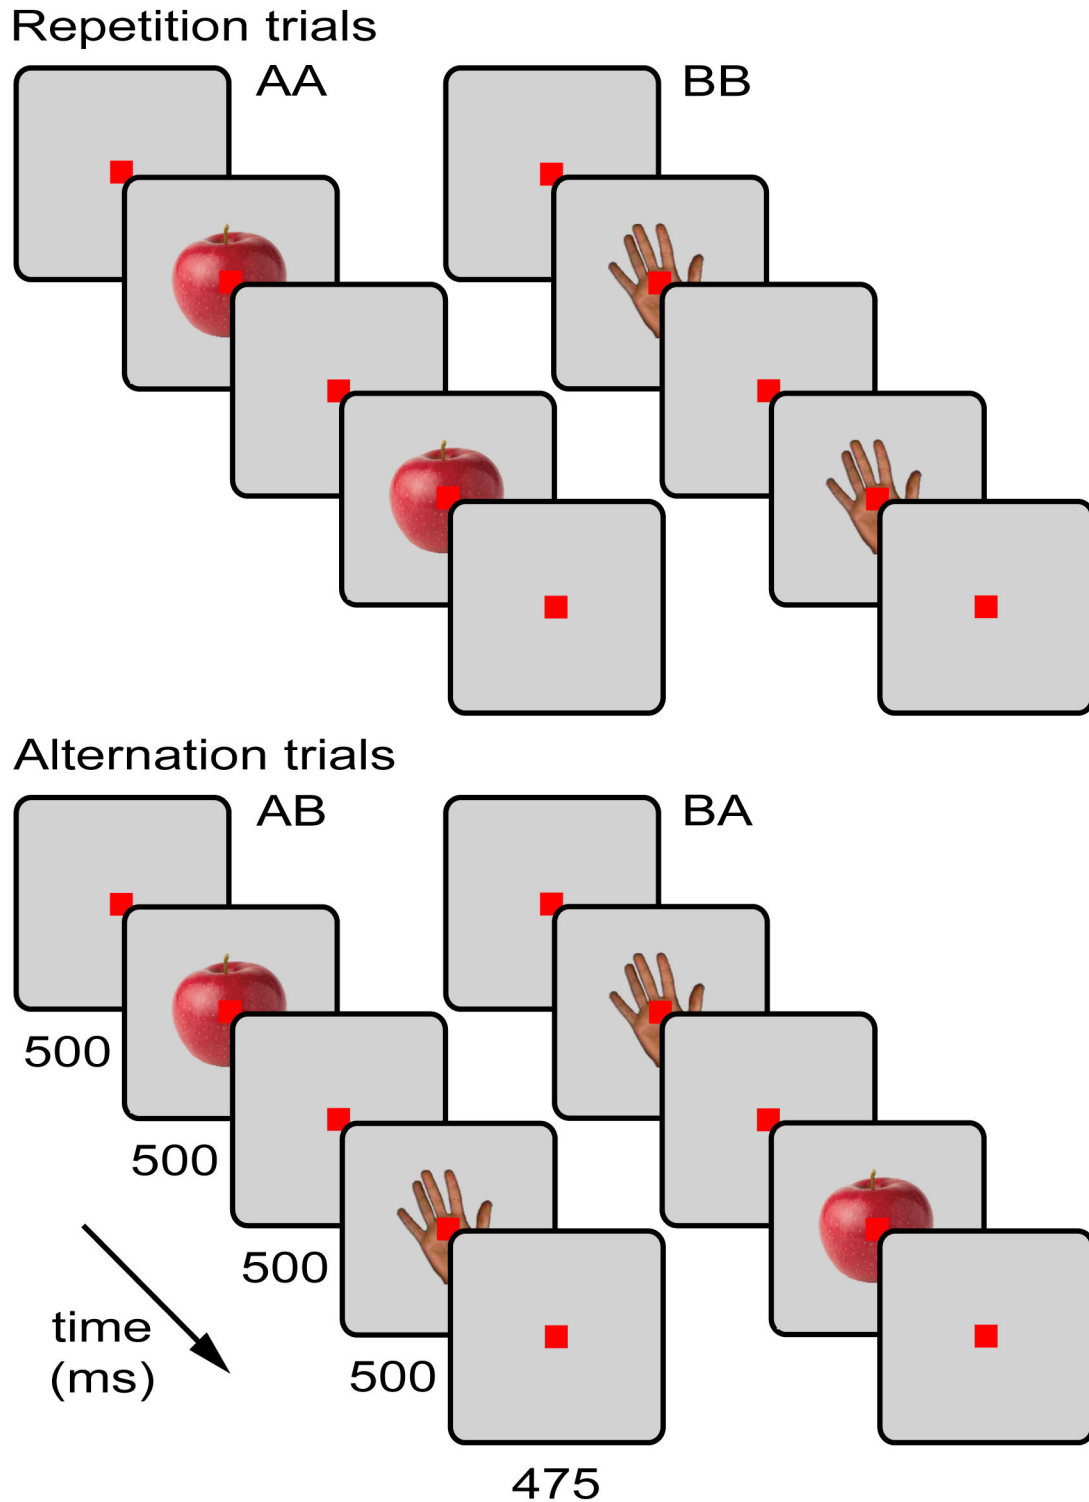 Repetition trials
AA
BB
Alternation trials
AB
BA
500
500
500
500
475
time
(ms)